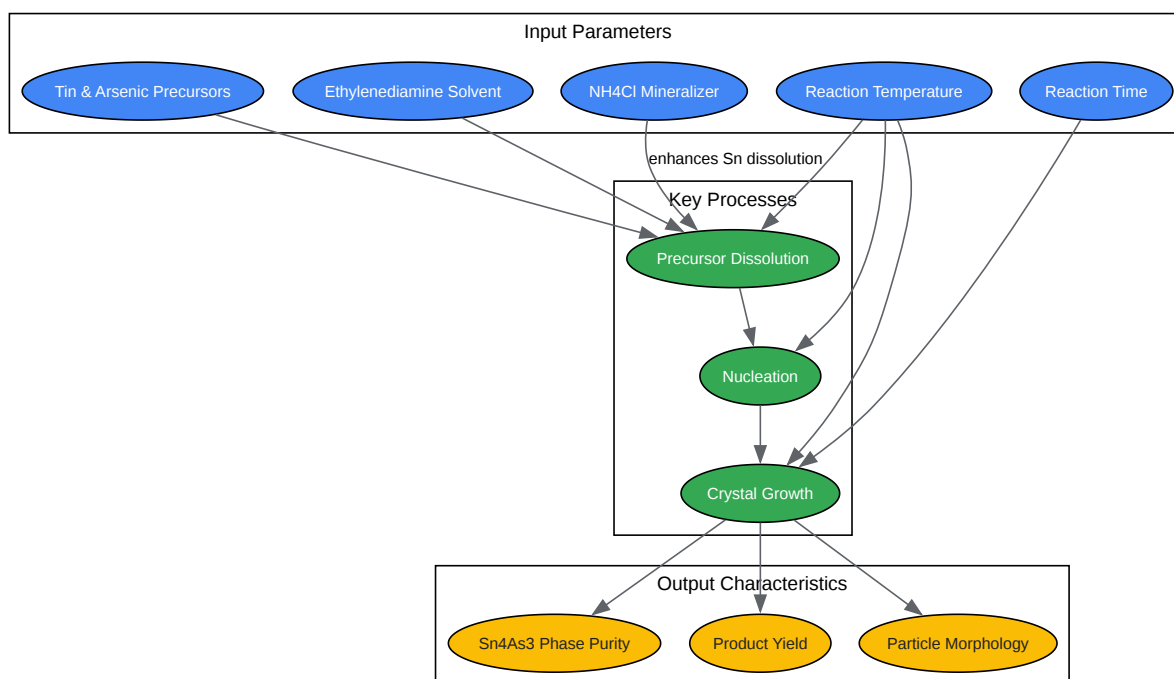 Input Parameters
Tin & Arsenic Precursors
Ethylenediamine Solvent
NH4Cl Mineralizer
Reaction Temperature
Reaction Time
enhances Sn dissolution
Key Processes
Precursor Dissolution
Nucleation
Crystal Growth
Output Characteristics
Sn4As3 Phase Purity
Product Yield
Particle Morphology